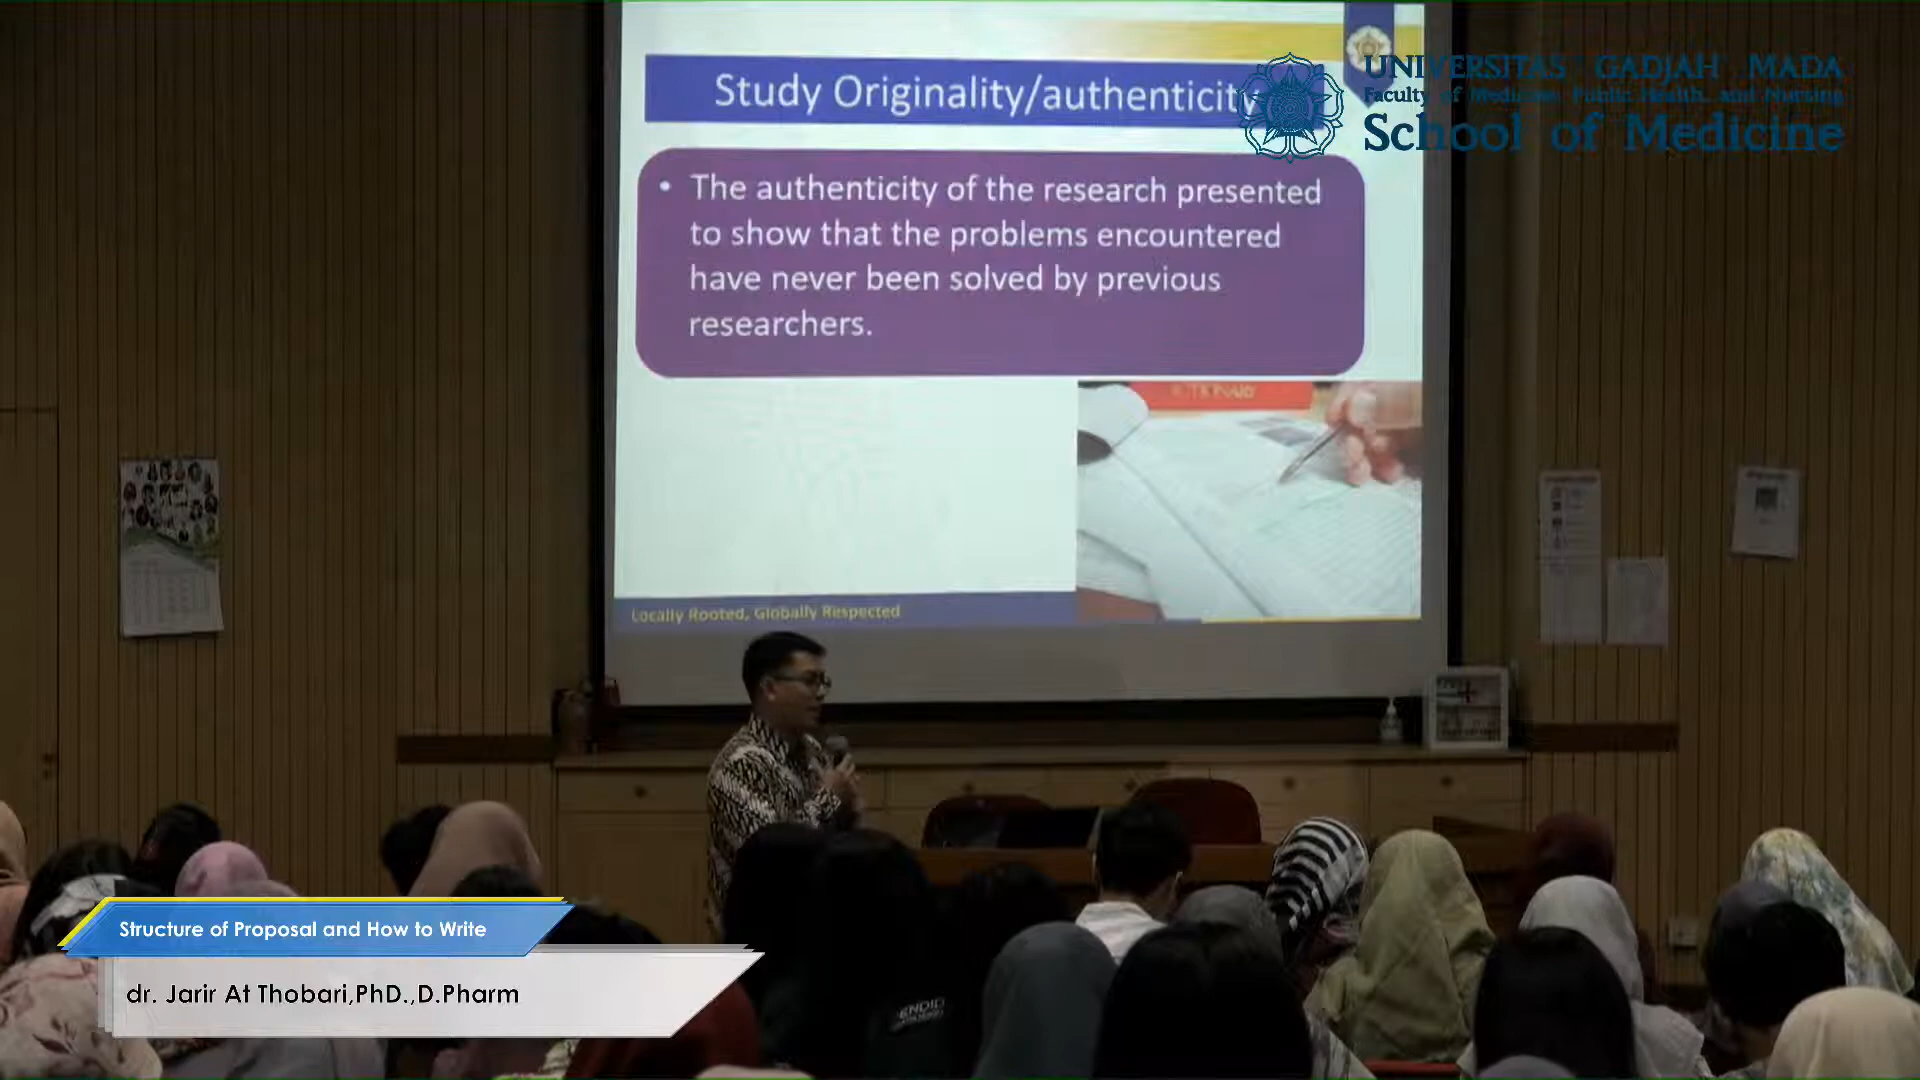 Study Originality/authenticity
UNIVERSITAS GADJAH MADA
Faculty of Medicine, Public Health, and Nursing
School of Medicine
• The authenticity of the research presented
to show that the problems encountered
have never been solved by previous
researchers.
Locally Rooted, Globally Respected
Structure of Proposal and How to Write
dr. Jarir At Thobari,PhD.,D.Pharm